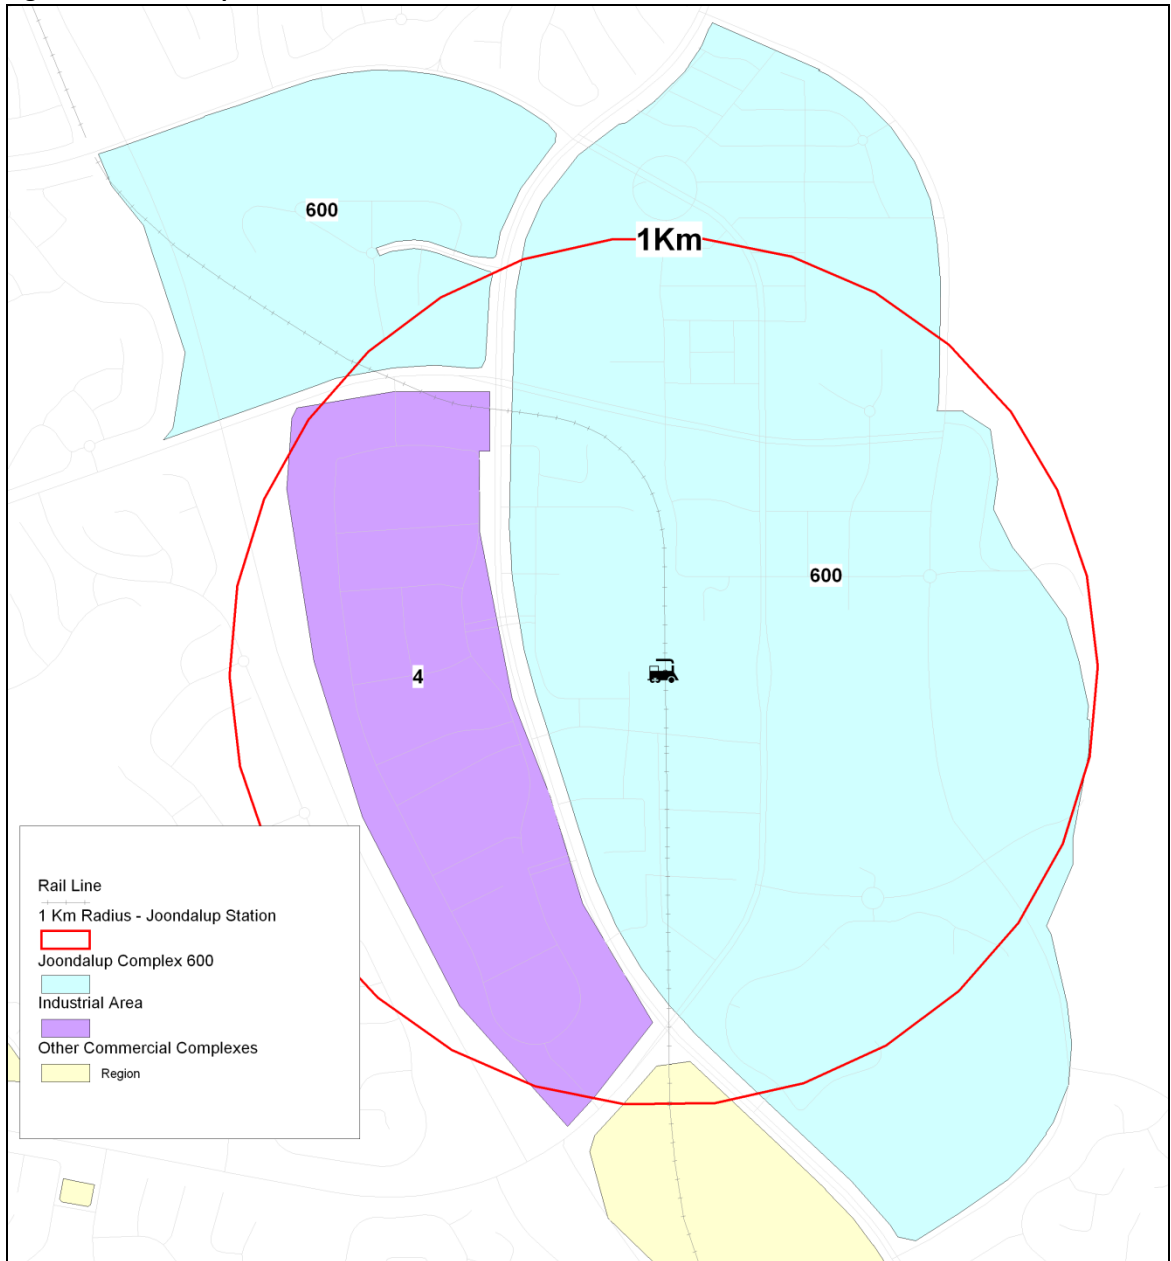 600
1Km
600
4
Rail Line
1 Km Radius - Joondalup Station
Joondalup Complex 600
Industrial Area
Other Commercial Complexes
Region